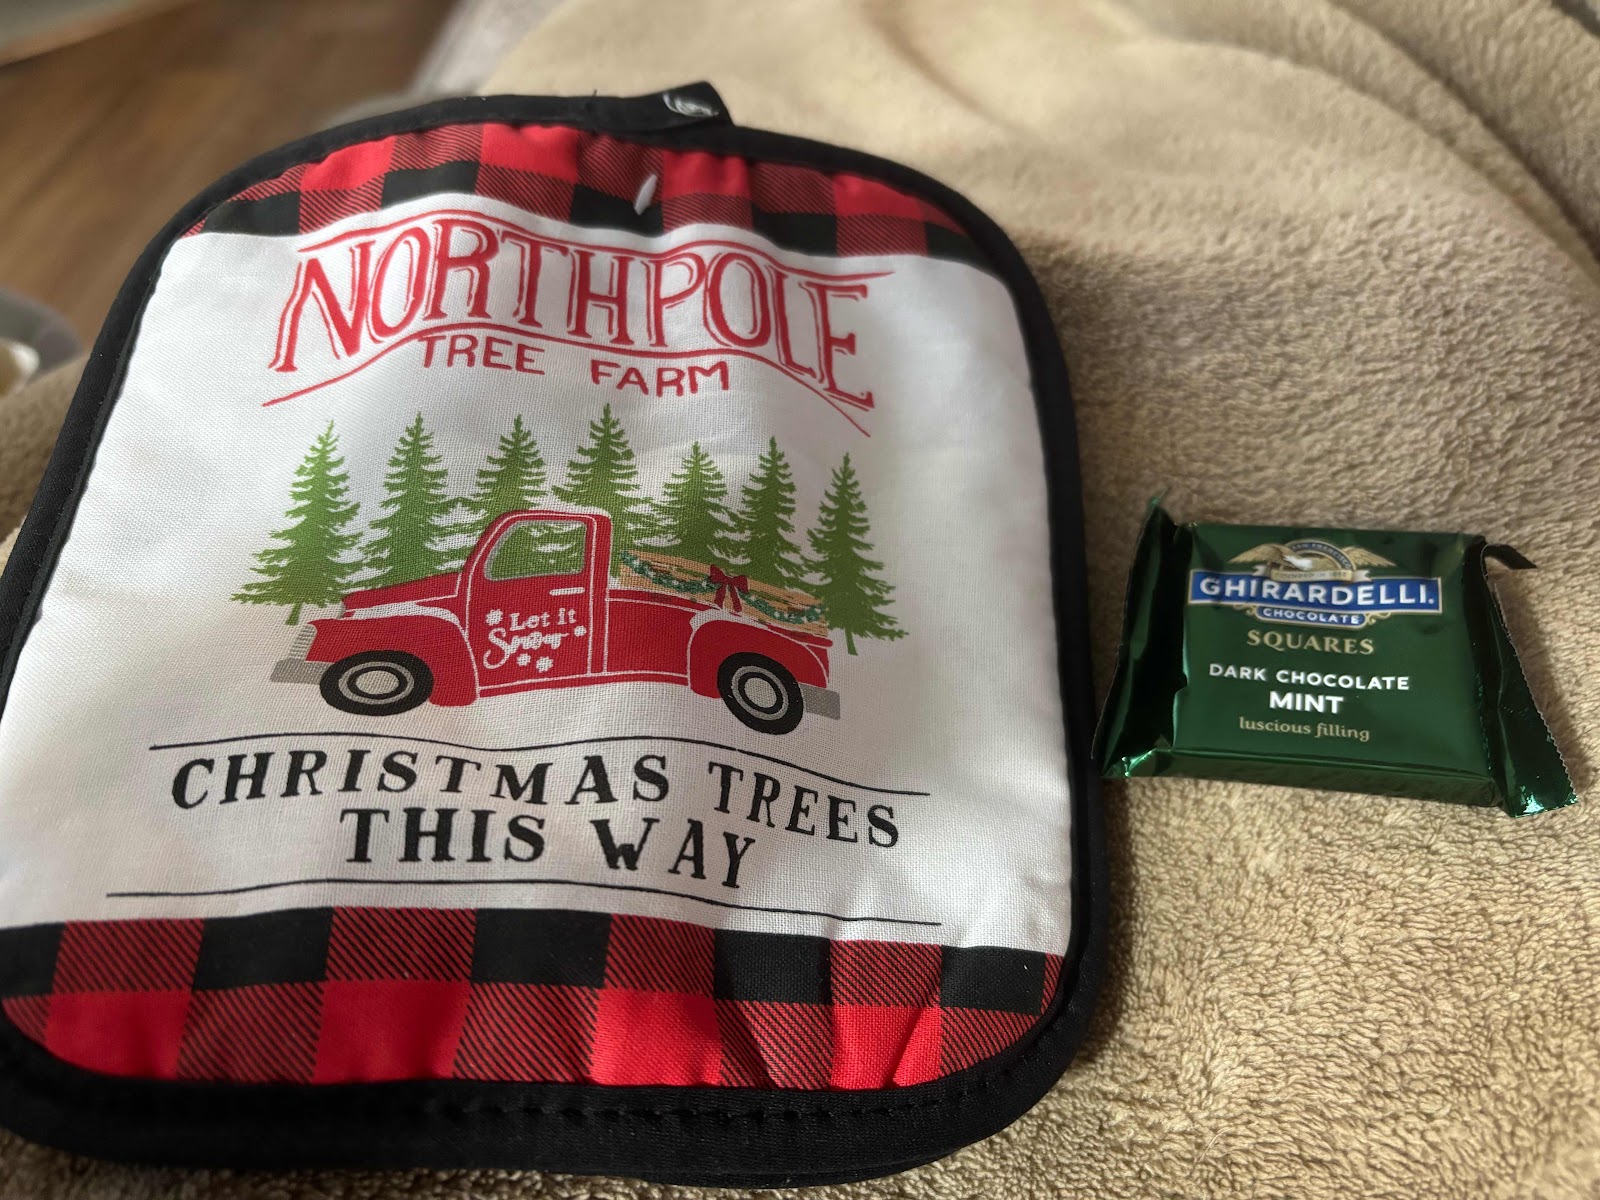 NORTHPOLE
TREE FARM
Let it
Snow
CHRISTMAS TREES
THIS WAY
GHIRARDELLI
CHOCOLATE
SQUARES
DARK CHOCOLATE
MINT
luscious filling